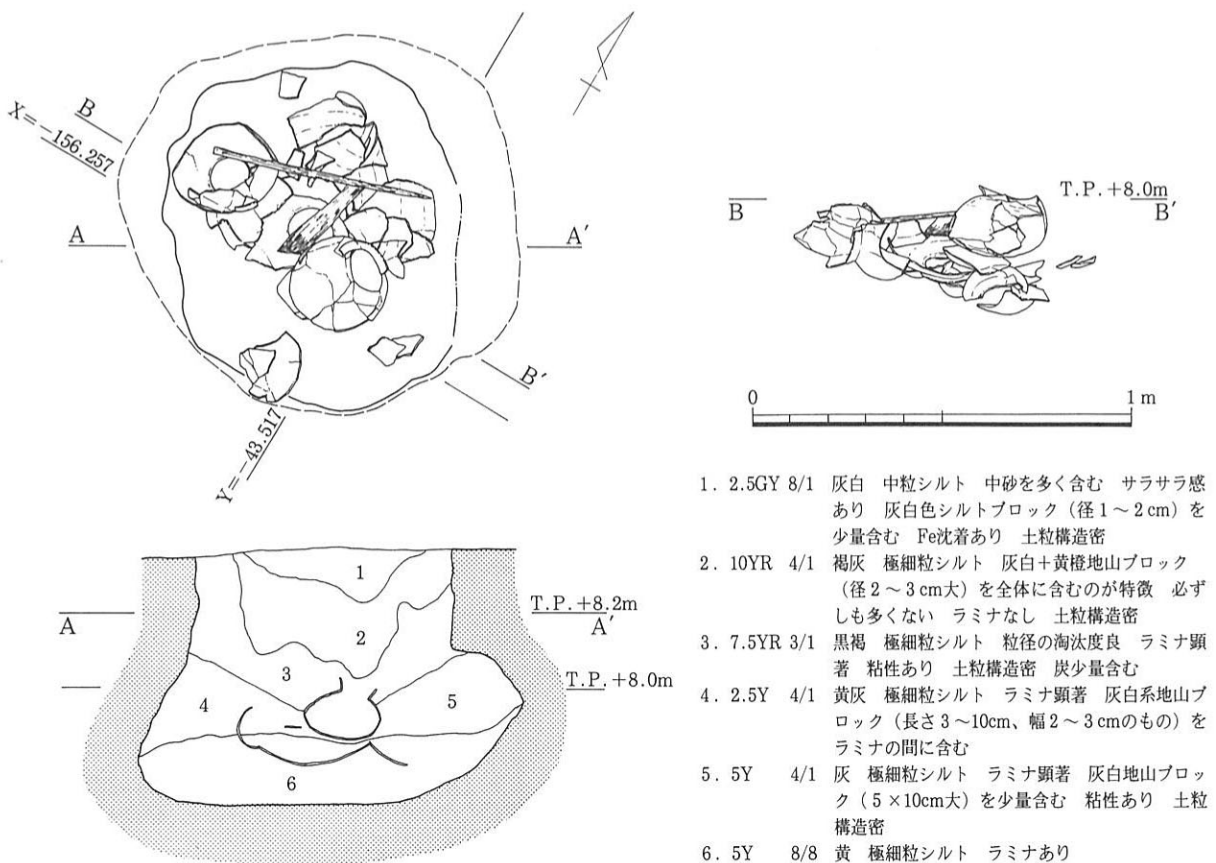 B
X=-156.257
A
A′
B′
Y=-43.517
T.P.+8.0m
B
B′
0
1 m
1
2
3
4
5
6
T.P.+8.2m
A
A′
T.P.+8.0m
1. 2.5GY 8/1 灰白 中粒シルト 中砂を多く含む サラサラ感
あり 灰白色シルトブロック（径1～2cm）を
少量含む Fe沈着あり 土粒構造密
2. 10YR 4/1 褐灰 極細粒シルト 灰白+黄橙地山ブロック
（径2～3cm大）を全体に含むのが特徴 必ず
しも多くない ラミナなし 土粒構造密
3. 7.5YR 3/1 黒褐 極細粒シルト 粒径の淘汰度良 ラミナ顕
著 粘性あり 土粒構造密 炭少量含む
4. 2.5Y 4/1 黄灰 極細粒シルト ラミナ顕著 灰白系地山ブ
ロック（長さ3～10cm、幅2～3cmのもの）を
ラミナの間に含む
5. 5Y 4/1 灰 極細粒シルト ラミナ顕著 灰白地山ブロッ
ク（5×10cm大）を少量含む 粘性あり 土粒
構造密
6. 5Y 8/8 黄 極細粒シルト ラミナあり